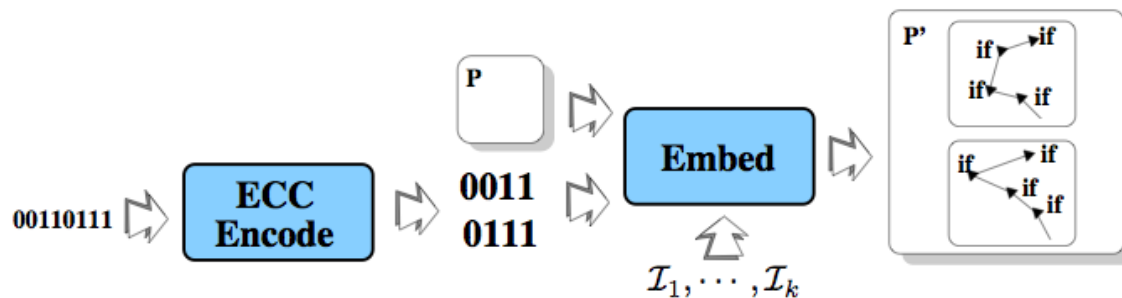 00110111
ECC
Encode
P
0011
0111
Embed
I₁, ⋯ , Iₖ
P’
if
if
if
if
if
if
if
if